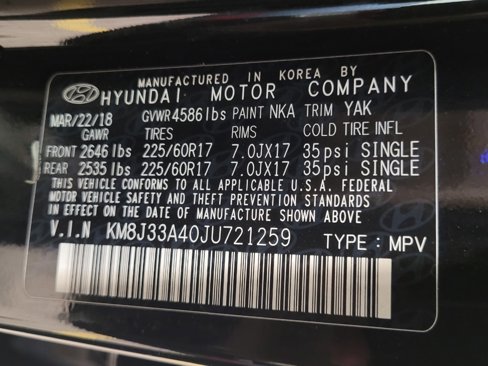 MANUFACTURED IN KOREA BY
HYUNDAI MOTOR COMPANY
MAR/22/18 GVWR 4586 lbs PAINT NKA TRIM YAK
GAWR TIRES RIMS COLD TIRE INFL
FRONT 2646 lbs 225/60R17 7.0JX17 35psi SINGLE
REAR 2535 lbs 225/60R17 7.0JX17 35psi SINGLE
THIS VEHICLE CONFORMS TO ALL APPLICABLE U.S.A. FEDERAL
MOTOR VEHICLE SAFETY AND THEFT PREVENTION STANDARDS
IN EFFECT ON THE DATE OF MANUFACTURE SHOWN ABOVE.
V.I.N KM8J33A40JU721259 TYPE : MPV